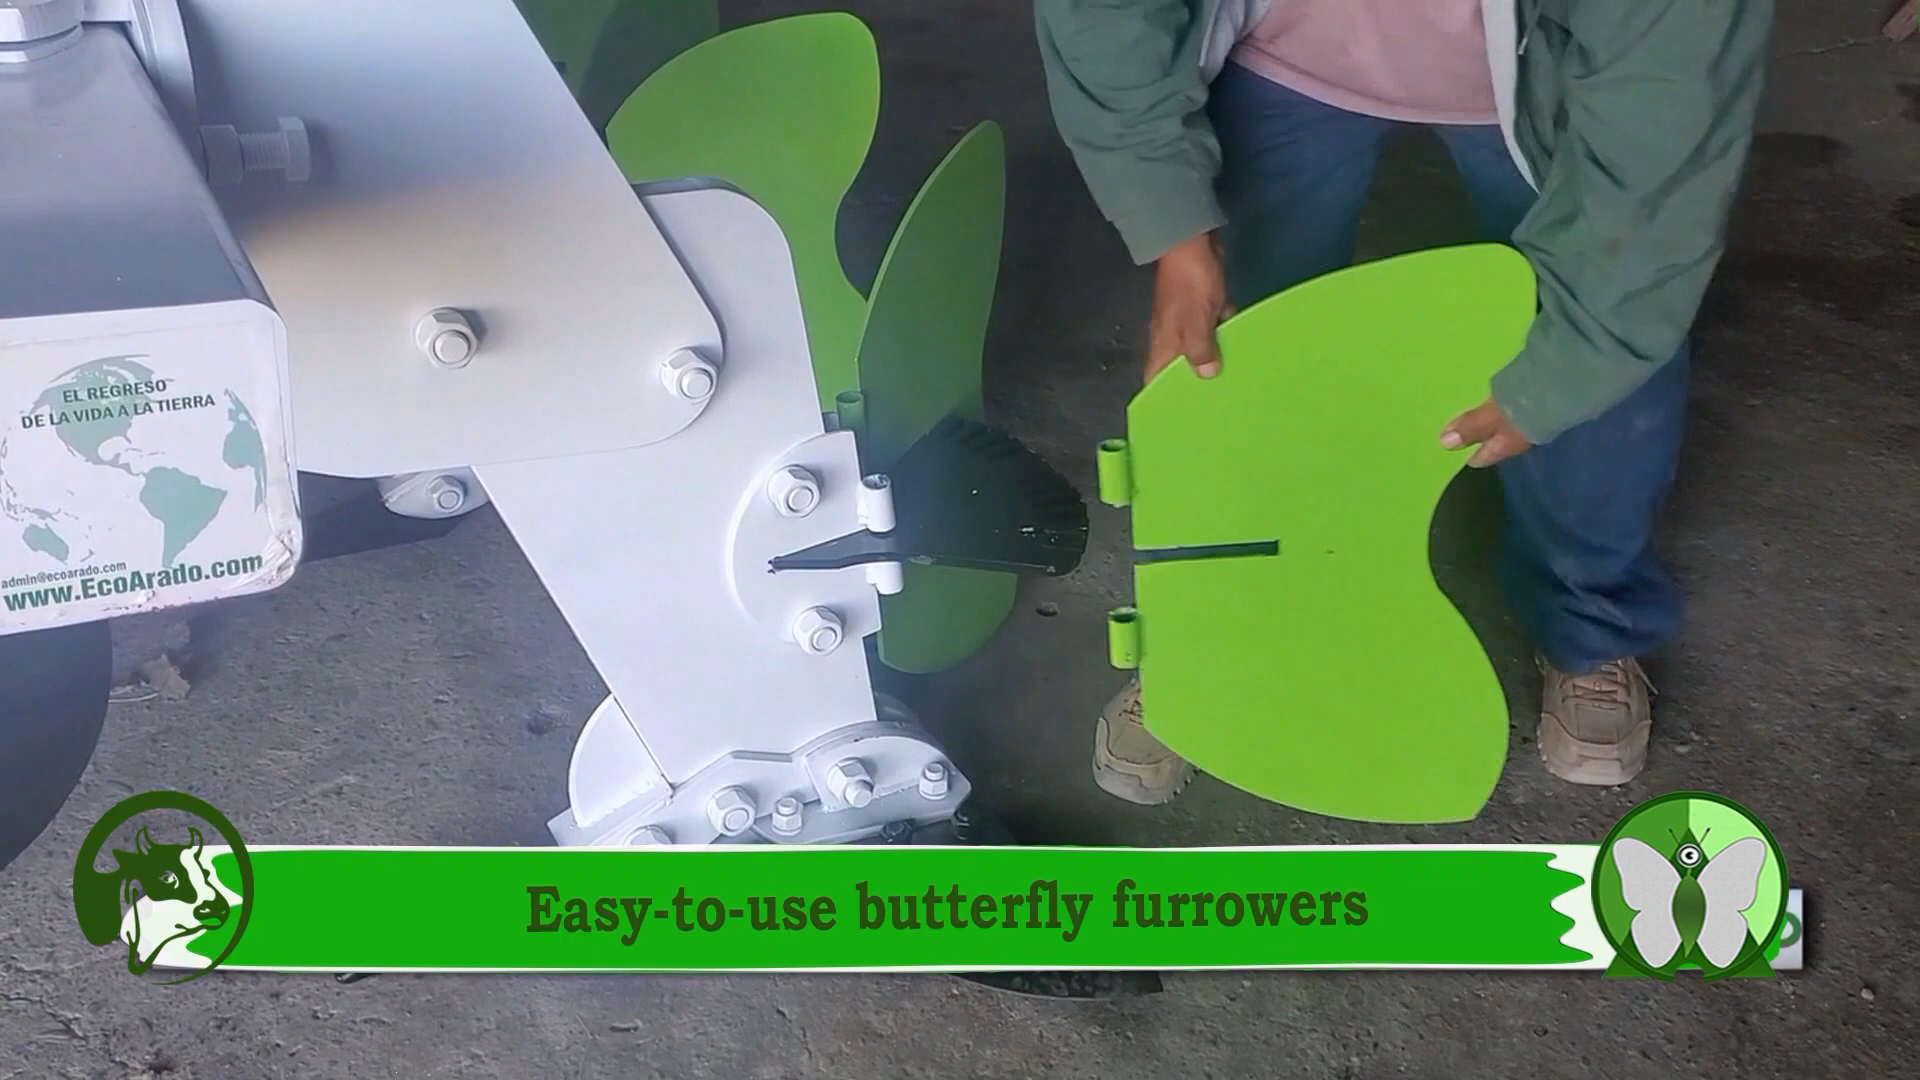 EL REGRESO
DE LA VIDA A LA TIERRA
admin@ecoarado.com
www.EcoArado.com
Easy-to-use butterfly furrowers